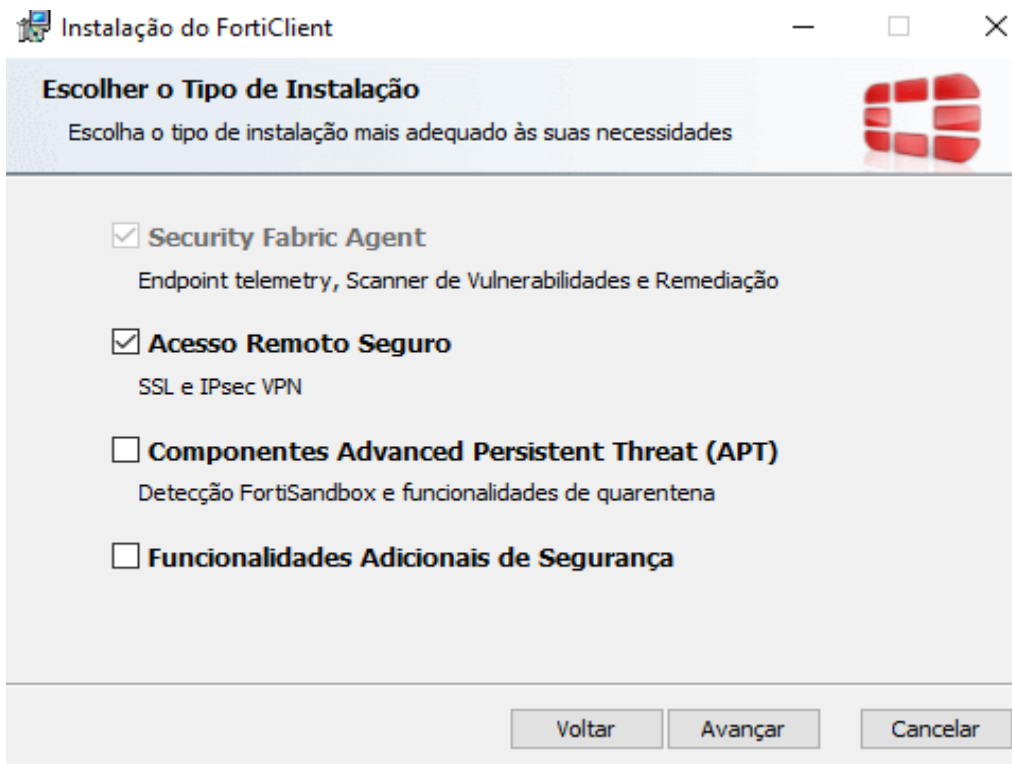 Instalação do FortiClient
Escolher o Tipo de Instalação
Escolha o tipo de instalação mais adequado às suas necessidades
Security Fabric Agent
Endpoint telemetry, Scanner de Vulnerabilidades e Remediação
Acesso Remoto Seguro
SSL e IPsec VPN
Componentes Advanced Persistent Threat (APT)
Detecção FortiSandbox e funcionalidades de quarentena
Funcionalidades Adicionais de Segurança
Voltar Avançar Cancelar